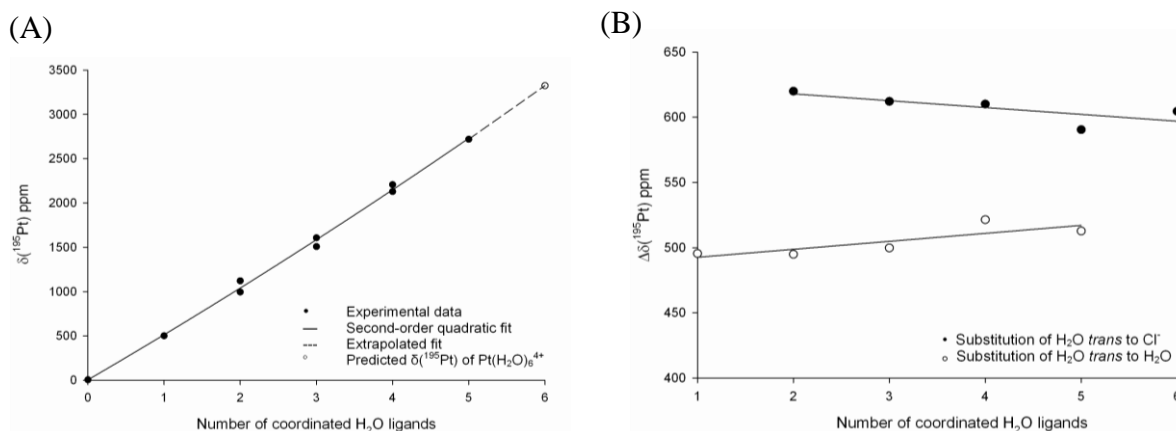 (A)
3500
3000
2500
2000
1500
1000
500
0
δ(¹⁹⁵Pt) ppm
0 1 2 3 4 5 6
Number of coordinated H₂O ligands
Experimental data
Second-order quadratic fit
Extrapolated fit
Predicted δ(¹⁹⁵Pt) of Pt(H₂O)₆⁴⁺
(B)
650
600
550
500
450
400
Δδ(¹⁹⁵Pt) ppm
1 2 3 4 5 6
Number of coordinated H₂O ligands
Substitution of H₂O trans to Cl⁻
Substitution of H₂O trans to H₂O